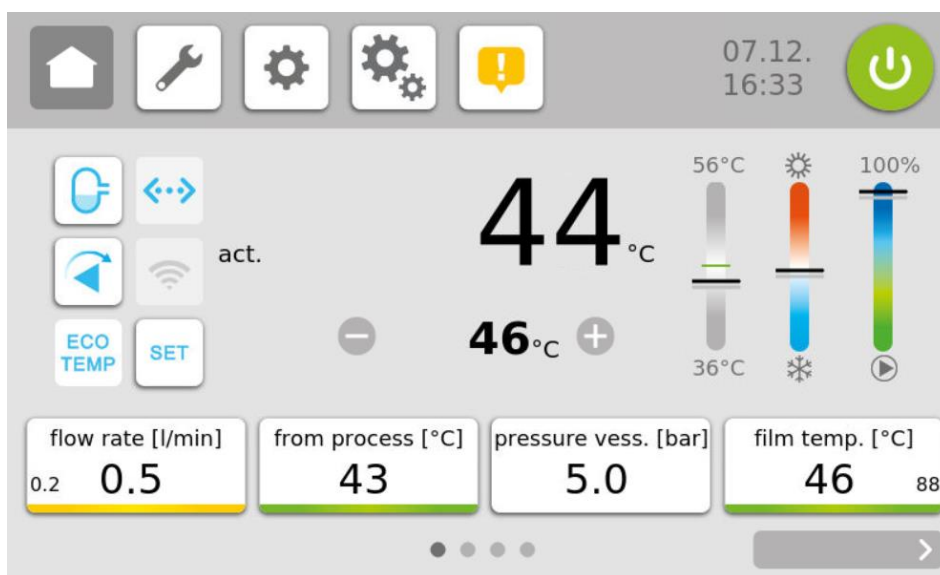 07.12.
16:33
56°C
100%
44 °C
act.
46 °C
ECO
TEMP
SET
36°C
flow rate [l/min]
0.2 0.5
from process [°C]
43
pressure vess. [bar]
5.0
film temp. [°C]
46 88